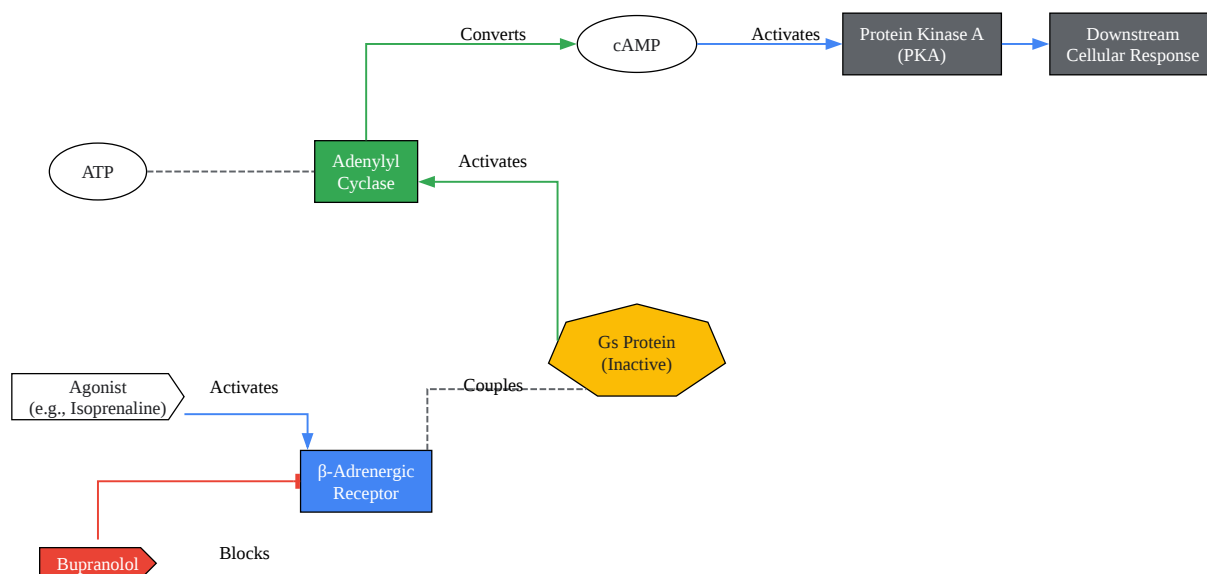 Converts
cAMP
Activates
Protein Kinase A
(PKA)
Downstream
Cellular Response
ATP
Adenylyl
Cyclase
Activates
Gs Protein
(Inactive)
Agonist
(e.g., Isoprenaline)
Activates
Couples
β-Adrenergic
Receptor
Bupranolol
Blocks